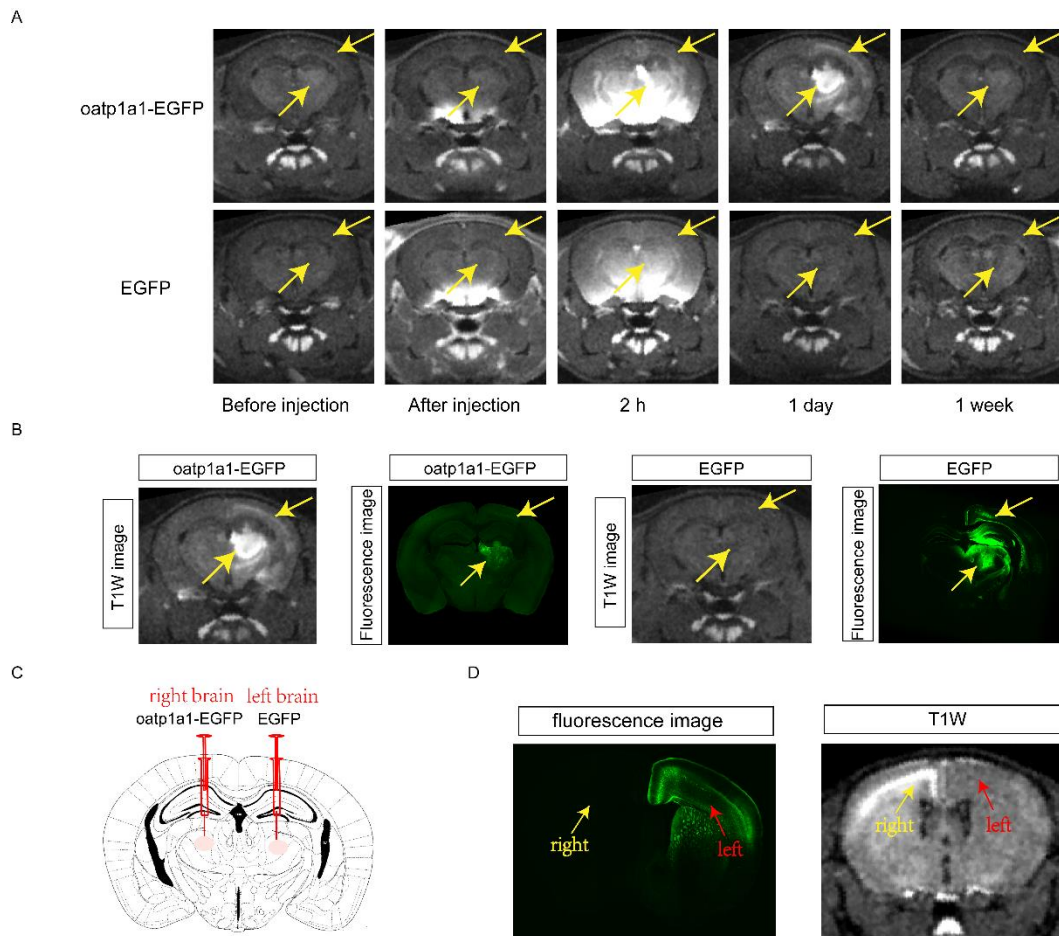 A
oatp1a1-EGFP
EGFP
Before injection After injection 2 h 1 day 1 week
B
oatp1a1-EGFP oatp1a1-EGFP EGFP EGFP
T1W image Fluorescence image T1W image Fluorescence image
C
right brain left brain
oatp1a1-EGFP EGFP
D
fluorescence image T1W
right left right left